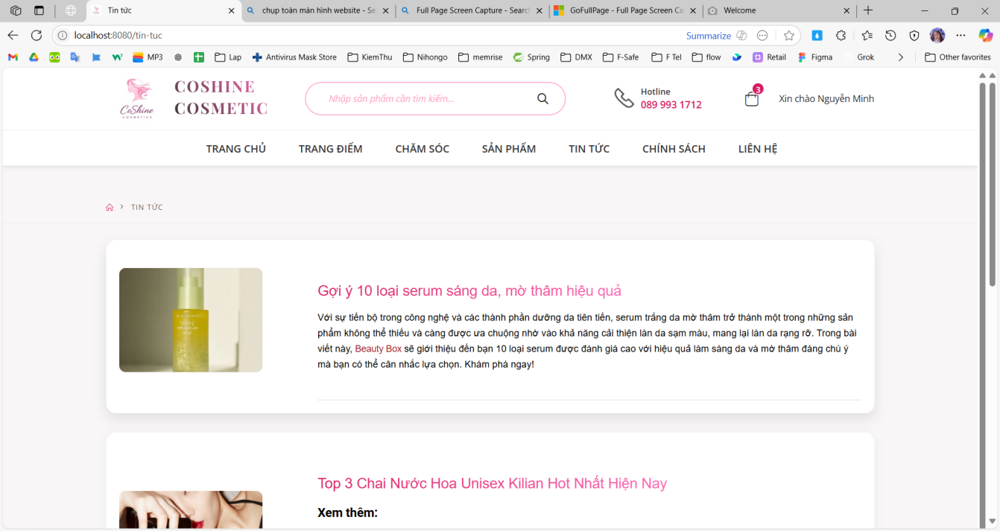 Tin tức
chụp toàn màn hình website - Se
Full Page Screen Capture - Search
GoFullPage - Full Page Screen Ca
Welcome
localhost:8080/tin-tuc
Summarize
MP3
Lap
Antivirus Mask Store
KiemThu
Nihongo
memrise
Spring
DMX
F-Safe
F Tel
flow
Retail
Figma
Grok
Other favorites
CoShine
COSMETICS
COSHINE
COSMETIC
Nhập sản phẩm cần tìm kiếm...
Hotline
089 993 1712
3
Xin chào Nguyễn Minh
TRANG CHỦ
TRANG ĐIỂM
CHĂM SÓC
SẢN PHẨM
TIN TỨC
CHÍNH SÁCH
LIÊN HỆ
TIN TỨC
Gợi ý 10 loại serum sáng da, mờ thâm hiệu quả
Với sự tiến bộ trong công nghệ và các thành phần dưỡng da tiên tiến, serum trắng da mờ thâm trở thành một trong những sản
phẩm không thể thiếu và càng được ưa chuộng nhờ vào khả năng cải thiện làn da sạm màu, mang lại làn da rạng rỡ. Trong bài
viết này, Beauty Box sẽ giới thiệu đến bạn 10 loại serum được đánh giá cao với hiệu quả làm sáng da và mờ thâm đáng chú ý
mà bạn có thể cân nhắc lựa chọn. Khám phá ngay!
Top 3 Chai Nước Hoa Unisex Kilian Hot Nhất Hiện Nay
Xem thêm: